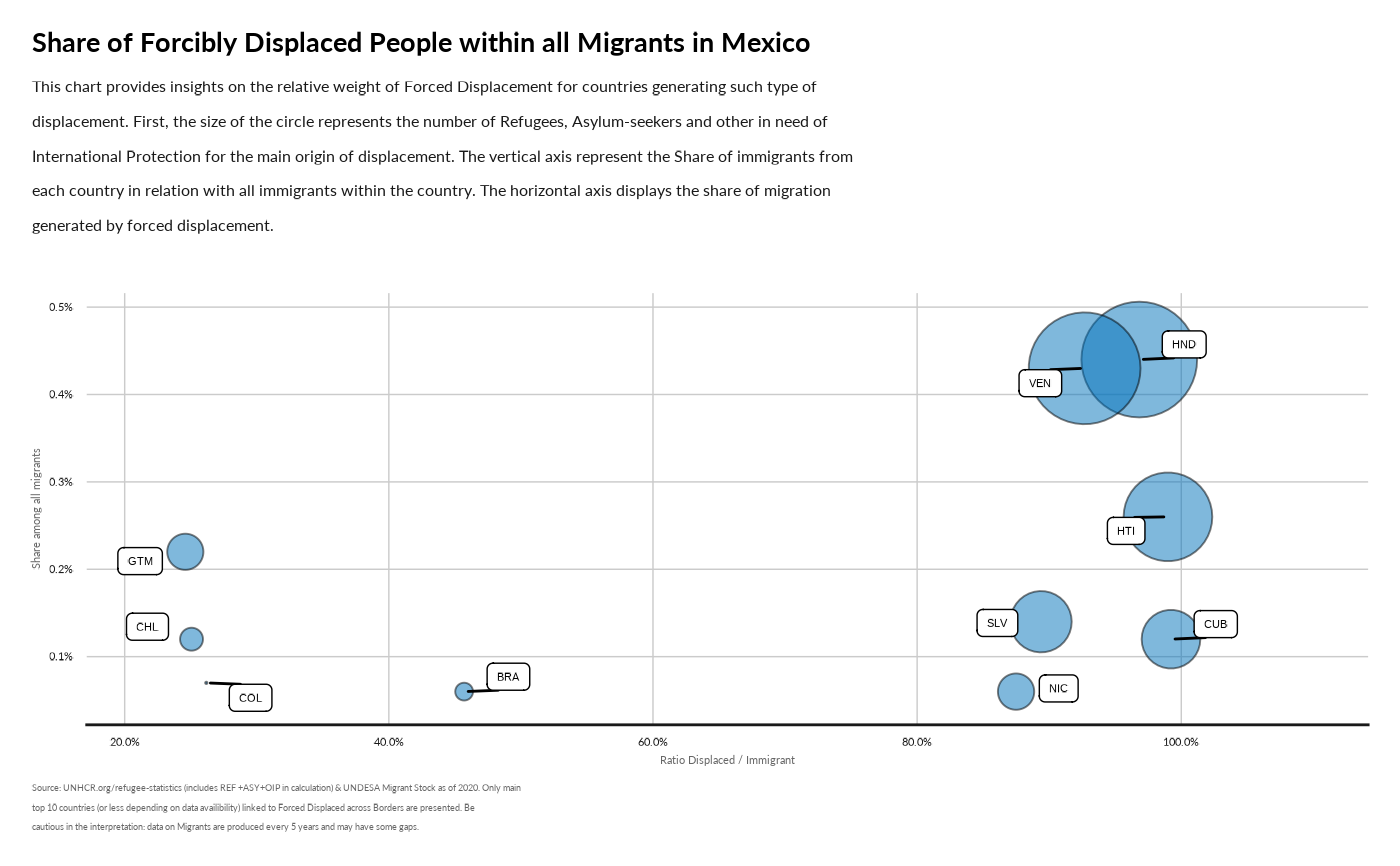 Share of Forcibly Displaced People within all Migrants in Mexico
This chart provides insights on the relative weight of Forced Displacement for countries generating such type of
displacement. First, the size of the circle represents the number of Refugees, Asylum-seekers and other in need of
International Protection for the main origin of displacement. The vertical axis represent the Share of immigrants from
each country in relation with all immigrants within the country. The horizontal axis displays the share of migration
generated by forced displacement.
0.5%
HND
VEN
0.4%
Share among all migrants
0.3%
HTI
GTM
0.2%
CHL
SLV
CUB
0.1%
BRA
NIC
COL
20.0%
40.0%
60.0%
80.0%
100.0%
Ratio Displaced / Immigrant
Source: UNHCR.org/refugee-statistics (includes REF +ASY+OIP in calculation) & UNDESA Migrant Stock as of 2020. Only main
top 10 countries (or less depending on data availibility) linked to Forced Displaced across Borders are presented. Be
cautious in the interpretation: data on Migrants are produced every 5 years and may have some gaps.